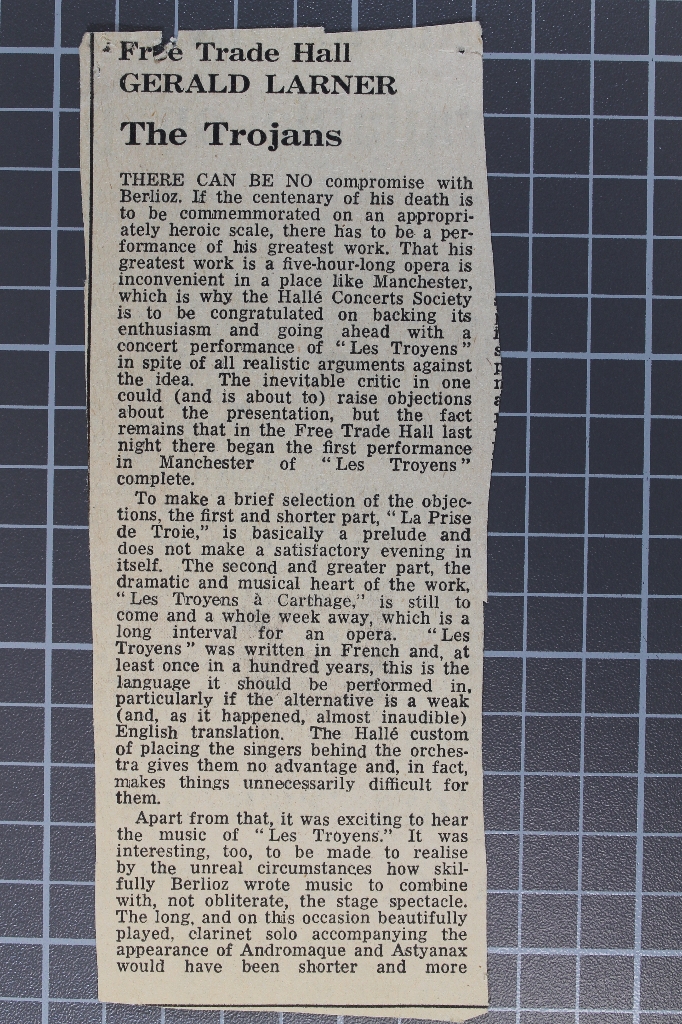 Free Trade Hall
GERALD LARNER
The Trojans
THERE CAN BE NO compromise with
Berlioz. If the centenary of his death is
to be commemmorated on an appropri-
ately heroic scale, there has to be a per-
formance of his greatest work. That his
greatest work is a five-hour-long opera is
inconvenient in a place like Manchester,
which is why the Hallé Concerts Society
is to be congratulated on backing its
enthusiasm and going ahead with a
concert performance of "Les Troyens"
in spite of all realistic arguments against
the idea. The inevitable critic in one
could (and is about to) raise objections
about the presentation, but the fact
remains that in the Free Trade Hall last
night there began the first performance
in Manchester of "Les Troyens"
complete.
To make a brief selection of the objec-
tions, the first and shorter part, "La Prise
de Troie," is basically a prelude and
does not make a satisfactory evening in
itself. The second and greater part, the
dramatic and musical heart of the work,
"Les Troyens à Carthage," is still to
come and a whole week away, which is a
long interval for an opera. "Les
Troyens" was written in French and, at
least once in a hundred years, this is the
language it should be performed in,
particularly if the alternative is a weak
(and, as it happened, almost inaudible)
English translation. The Hallé custom
of placing the singers behind the orches-
tra gives them no advantage and, in fact,
makes things unnecessarily difficult for
them.
Apart from that, it was exciting to hear
the music of "Les Troyens." It was
interesting, too, to be made to realise
by the unreal circumstances how skil-
fully Berlioz wrote music to combine
with, not obliterate, the stage spectacle.
The long, and on this occasion beautifully
played, clarinet solo accompanying the
appearance of Andromaque and Astyanax
would have been shorter and more